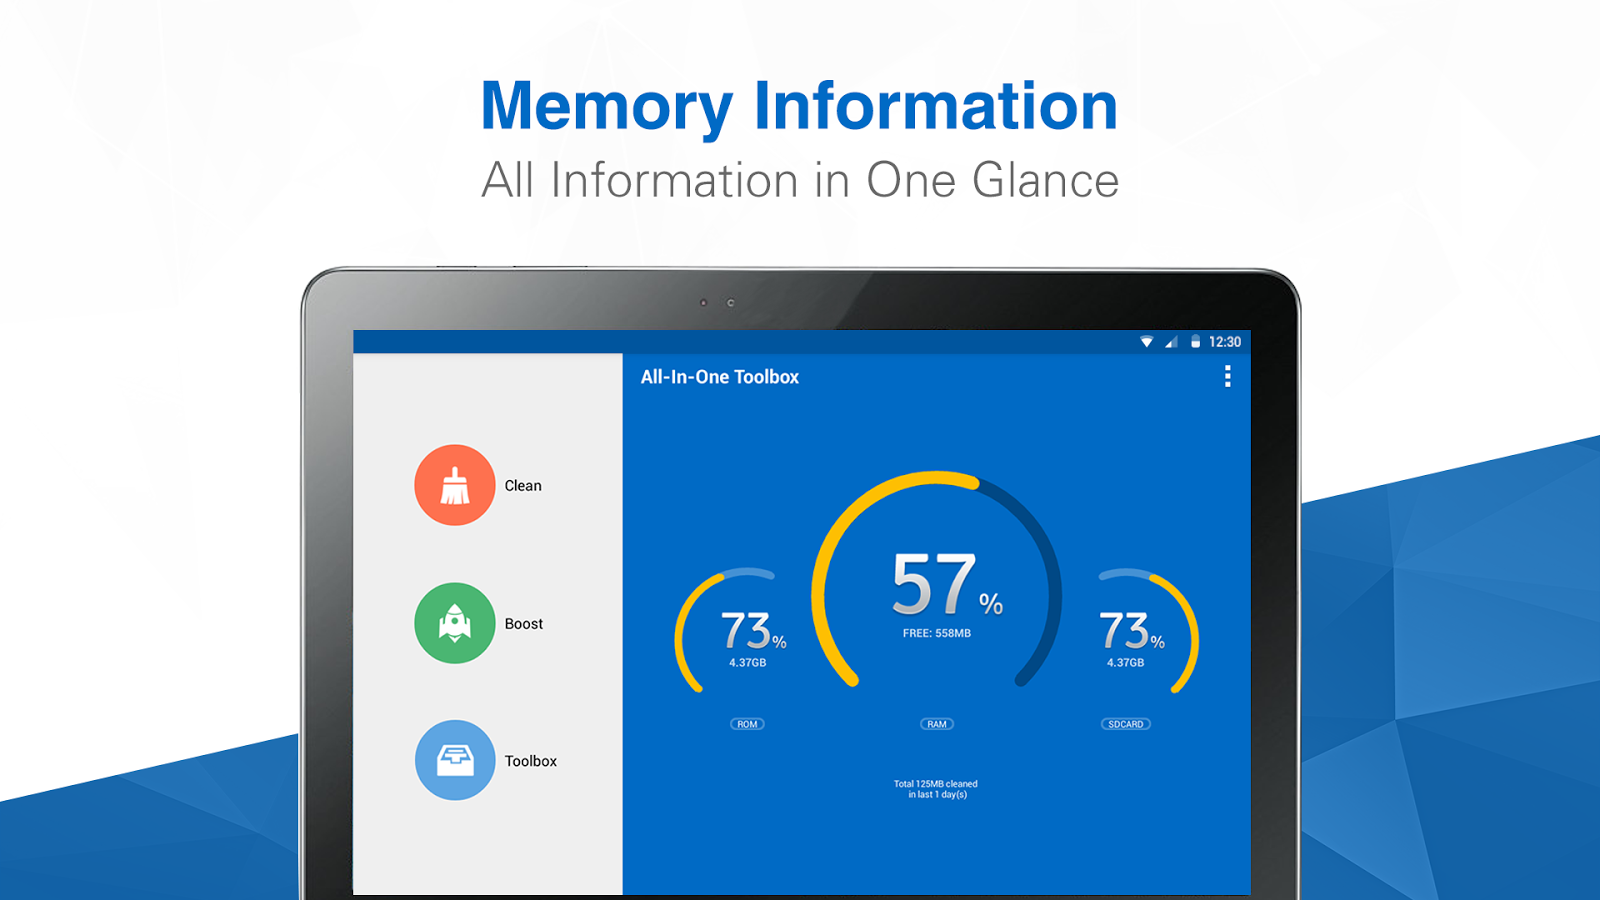 Memory Information
All Information in One Glance
12:30
All-In-One Toolbox
Clean
Boost
Toolbox
73%
4.37GB
ROM
57%
FREE: 558MB
RAM
73%
4.37GB
SDCARD
Total 125MB cleaned
in last 1 day(s)